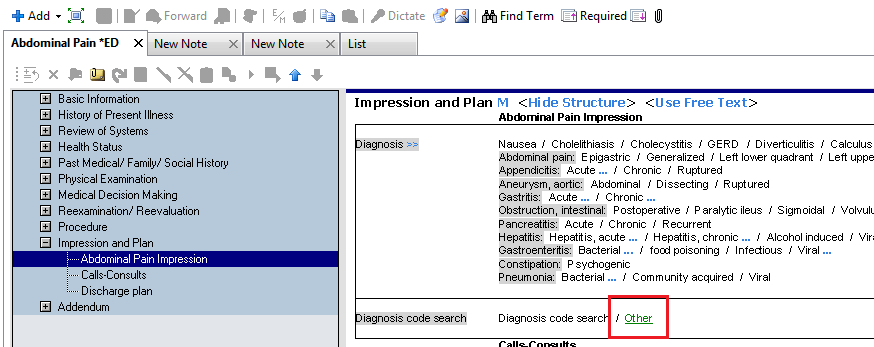 Add Forward E/M Dictate Find Term Required
Abdominal Pain *ED New Note New Note List
Basic Information
History of Present Illness
Review of Systems
Health Status
Past Medical/ Family/ Social History
Physical Examination
Medical Decision Making
Reexamination/ Reevaluation
Procedure
Impression and Plan
Abdominal Pain Impression
Calls-Consults
Discharge plan
Addendum
Impression and Plan M <Hide Structure> <Use Free Text>
Abdominal Pain Impression
Diagnosis >> Nausea / Cholelithiasis / Cholecystitis / GERD / Diverticulitis / Calculus
Abdominal pain: Epigastric / Generalized / Left lower quadrant / Left uppe
Appendicitis: Acute ... / Chronic / Ruptured
Aneurysm, aortic: Abdominal / Dissecting / Ruptured
Gastritis: Acute ... / Chronic ...
Obstruction, intestinal: Postoperative / Paralytic ileus / Sigmoidal / Volvulu
Pancreatitis: Acute / Chronic / Recurrent
Hepatitis: Hepatitis, acute ... / Hepatitis, chronic ... / Alcohol induced / Vira
Gastroenteritis: Bacterial ... / food poisoning / Infectious / Viral ...
Constipation: Psychogenic
Pneumonia: Bacterial ... / Community acquired / Viral
Diagnosis code search Diagnosis code search / Other
Calls-Consults